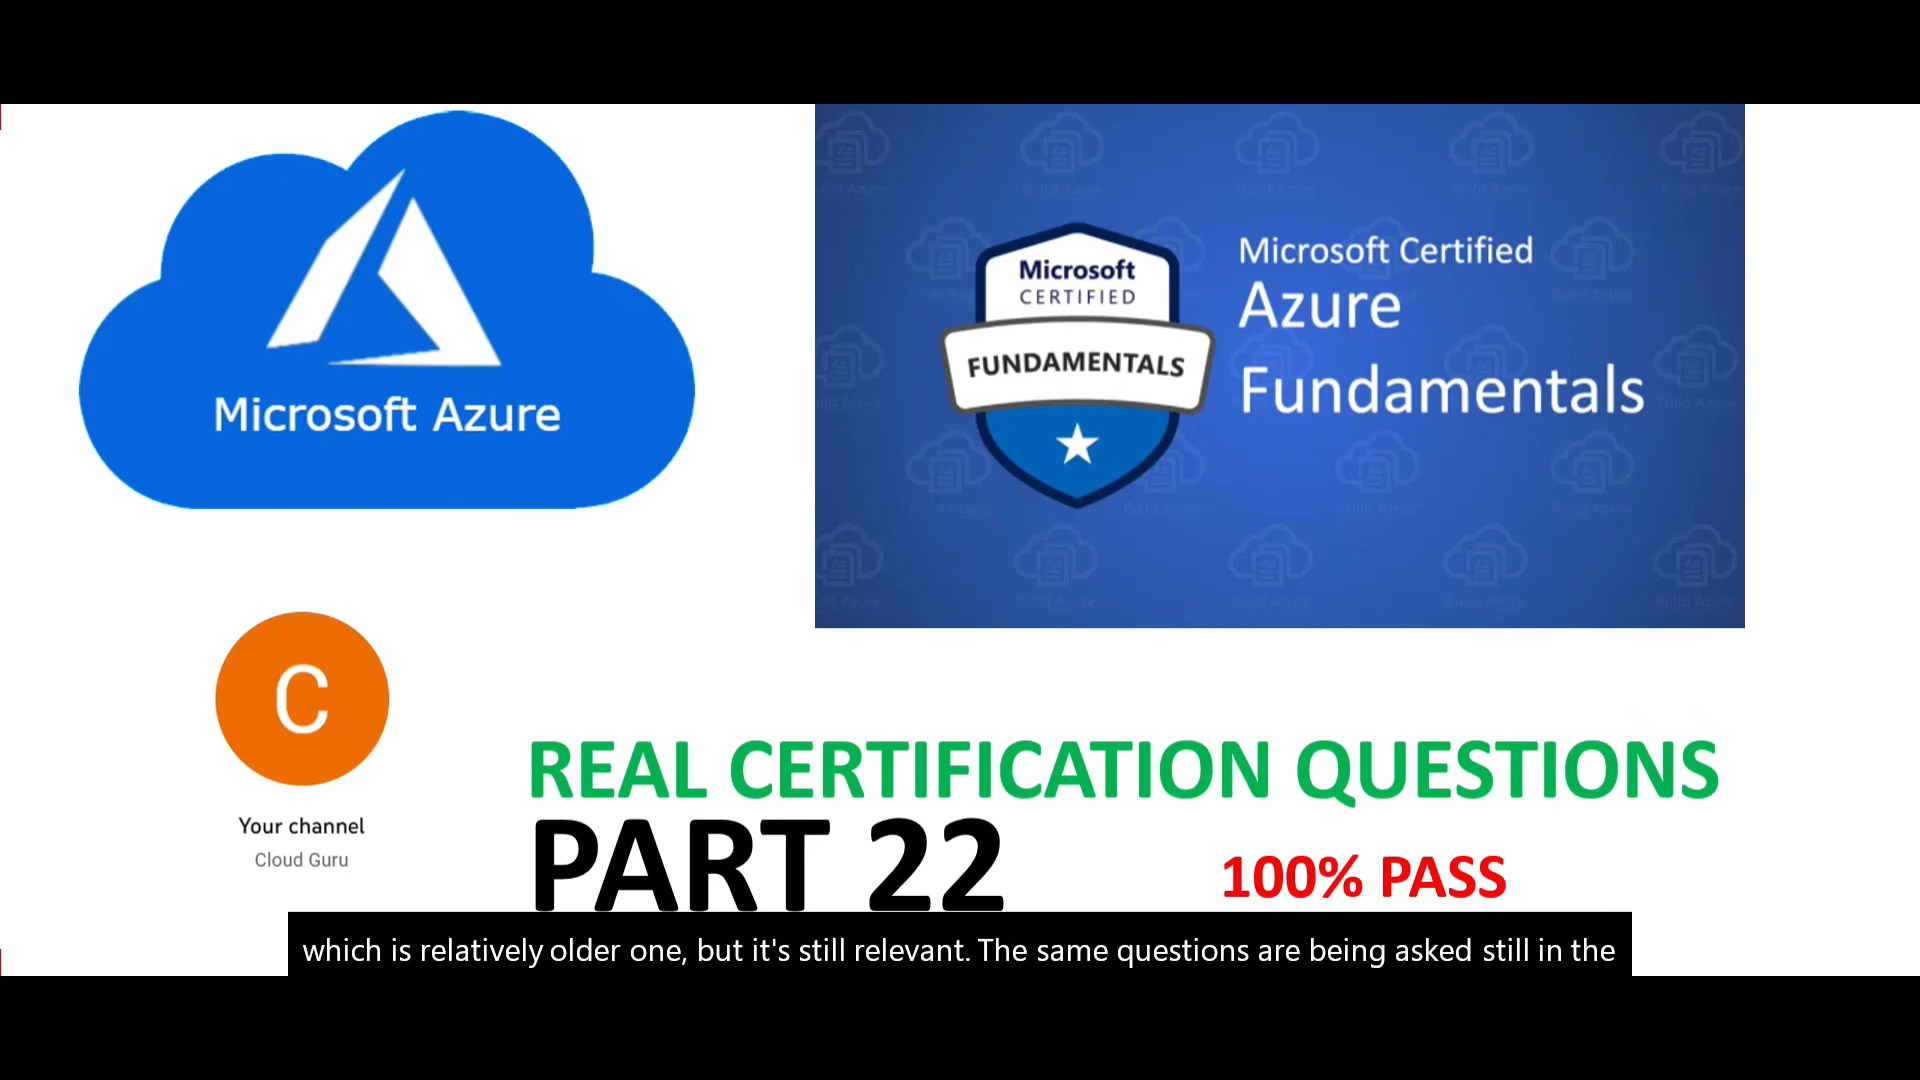 Microsoft Azure
Microsoft
CERTIFIED
FUNDAMENTALS
Microsoft Certified
Azure
Fundamentals
C
Your channel
Cloud Guru
REAL CERTIFICATION QUESTIONS
PART 22
100% PASS
which is relatively older one, but it's still relevant. The same questions are being asked still in the